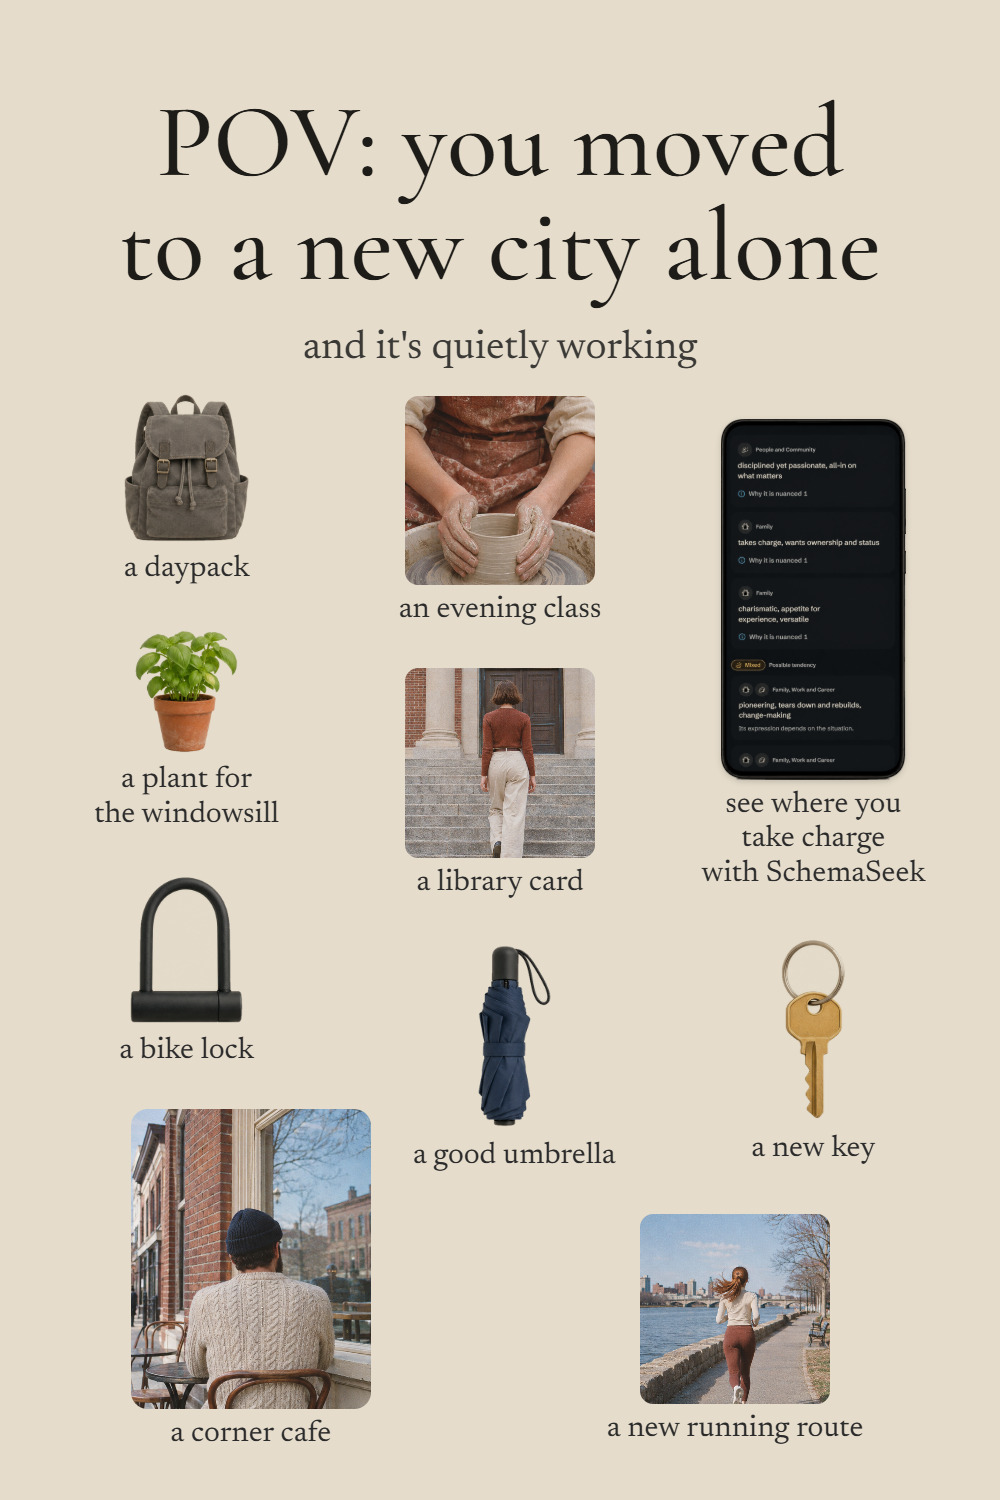 POV: you moved
to a new city alone
and it's quietly working
a daypack
an evening class
People and Community
disciplined yet passionate, all-in on
what matters
Why it is nuanced 1
Family
takes charge, wants ownership and status
Why it is nuanced 1
Family
charismatic, appetite for
experience, versatile
Why it is nuanced 1
Mixed Possible tendency
Family, Work and Career
pioneering, tears down and rebuilds,
change-making
Its expression depends on the situation.
Family, Work and Career
see where you
take charge
with SchemaSeek
a plant for
the windowsill
a library card
a bike lock
a good umbrella
a new key
a corner cafe
a new running route